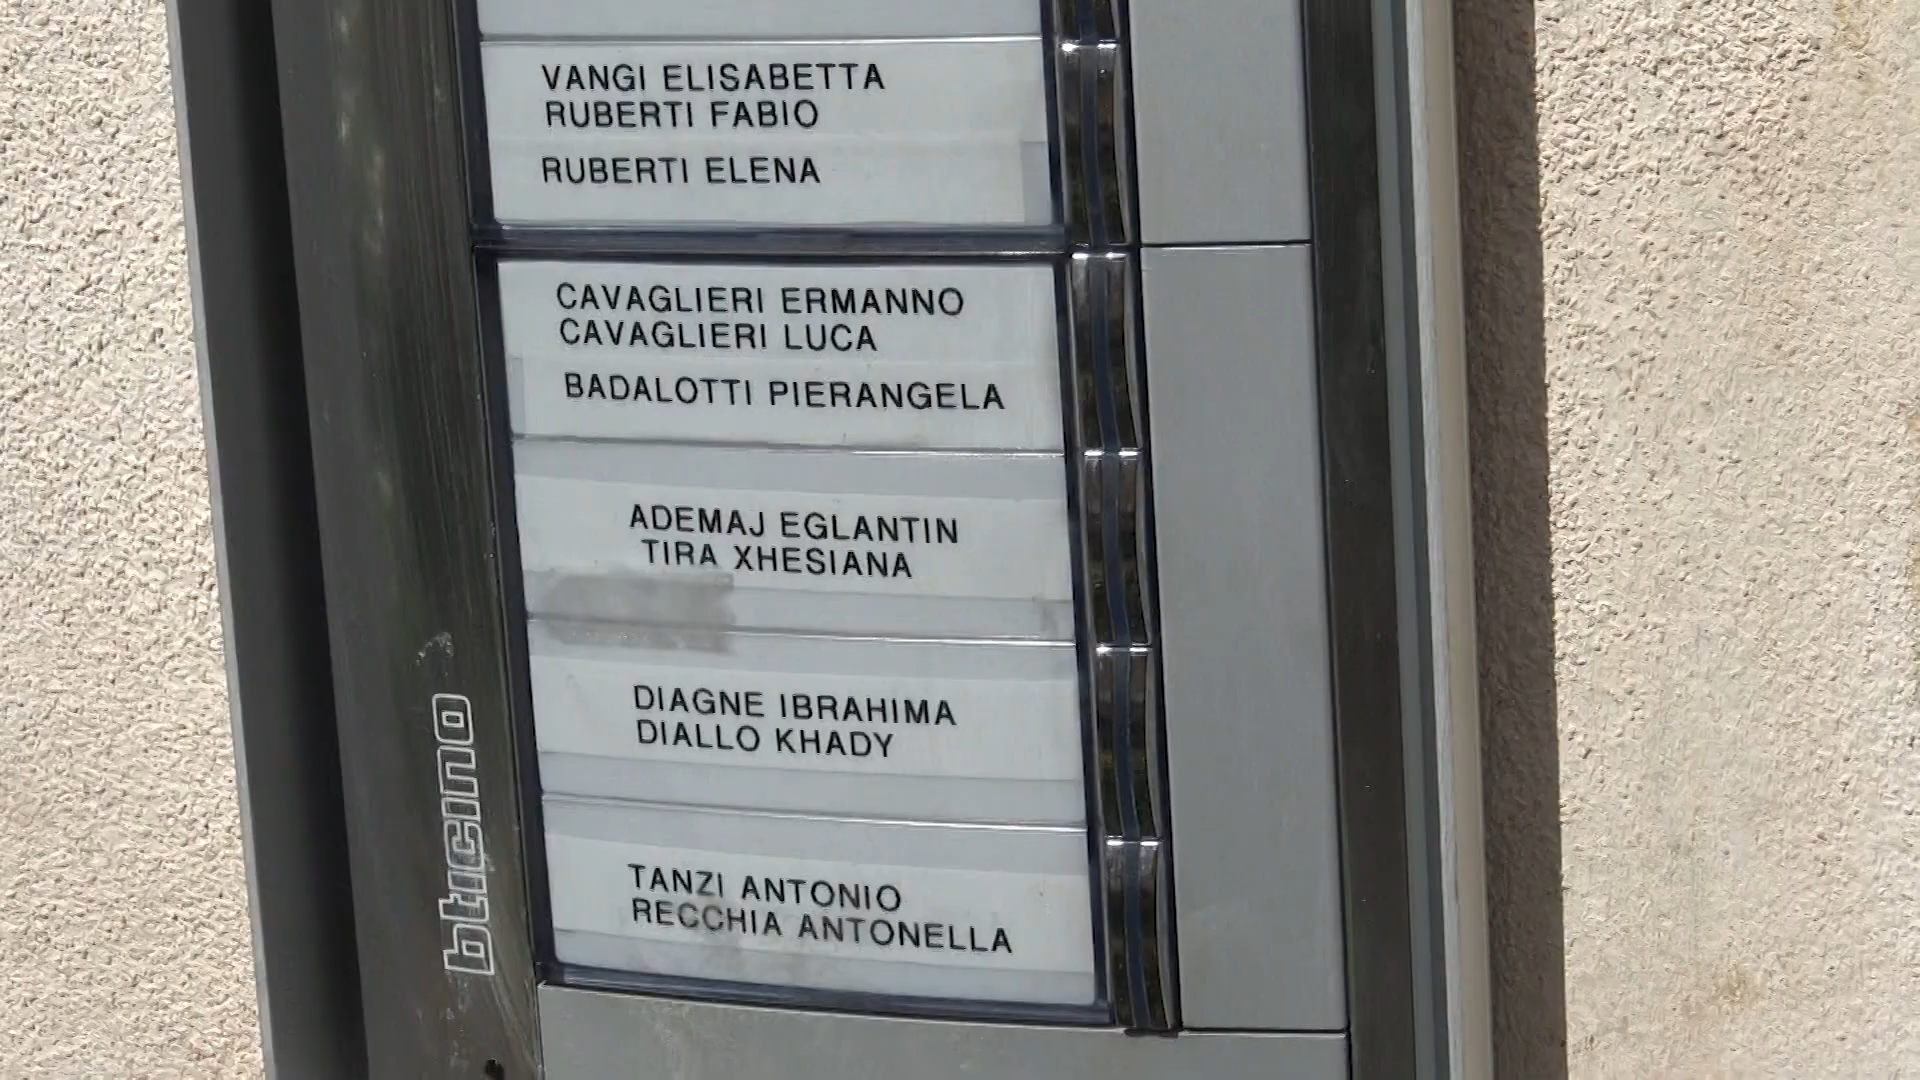 VANGI ELISABETTA
RUBERTI FABIO
RUBERTI ELENA
CAVAGLIERI ERMANNO
CAVAGLIERI LUCA
BADALOTTI PIERANGELA
ADEMAJ EGLANTIN
TIRA XHESIANA
DIAGNE IBRAHIMA
DIALLO KHADY
TANZI ANTONIO
RECCHIA ANTONELLA
bticino